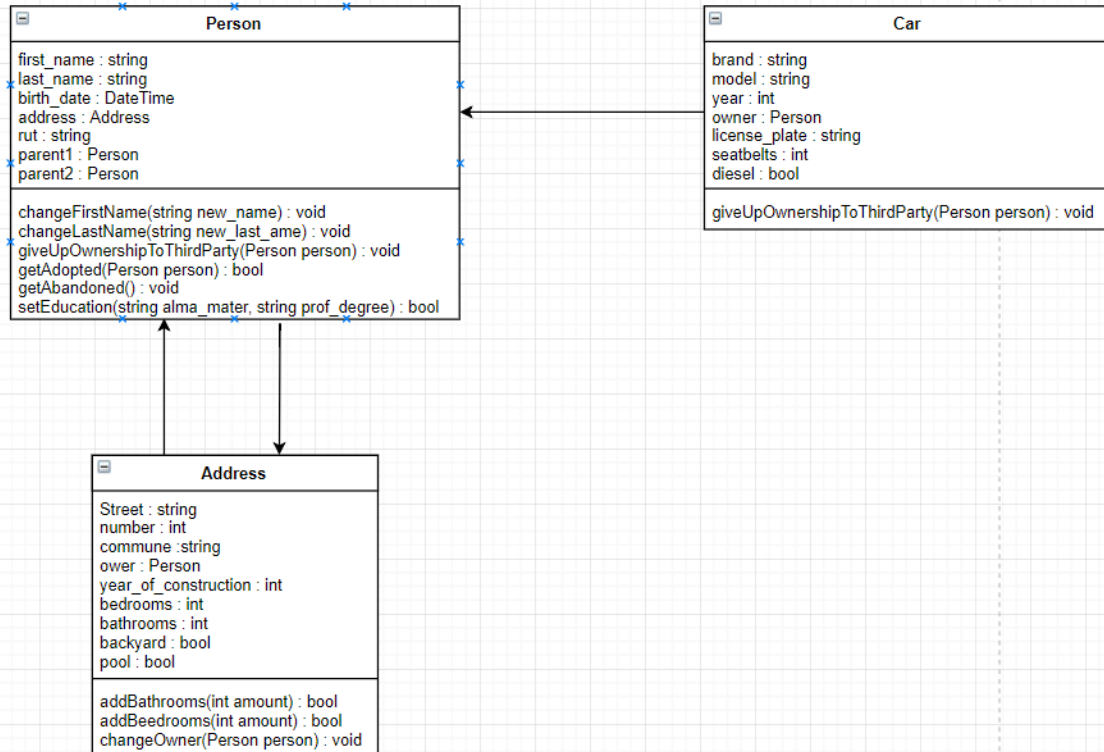 Person
first_name : string
last_name : string
birth_date : DateTime
address : Address
rut : string
parent1 : Person
parent2 : Person
changeFirstName(string new_name) : void
changeLastName(string new_last_ame) : void
giveUpOwnershipToThirdParty(Person person) : void
getAdopted(Person person) : bool
getAbandoned() : void
setEducation(string alma_mater, string prof_degree) : bool
Car
brand : string
model : string
year : int
owner : Person
license_plate : string
seatbelts : int
diesel : bool
giveUpOwnershipToThirdParty(Person person) : void
Address
Street : string
number : int
commune :string
ower : Person
year_of_construction : int
bedrooms : int
bathrooms : int
backyard : bool
pool : bool
addBathrooms(int amount) : bool
addBeedrooms(int amount) : bool
changeOwner(Person person) : void